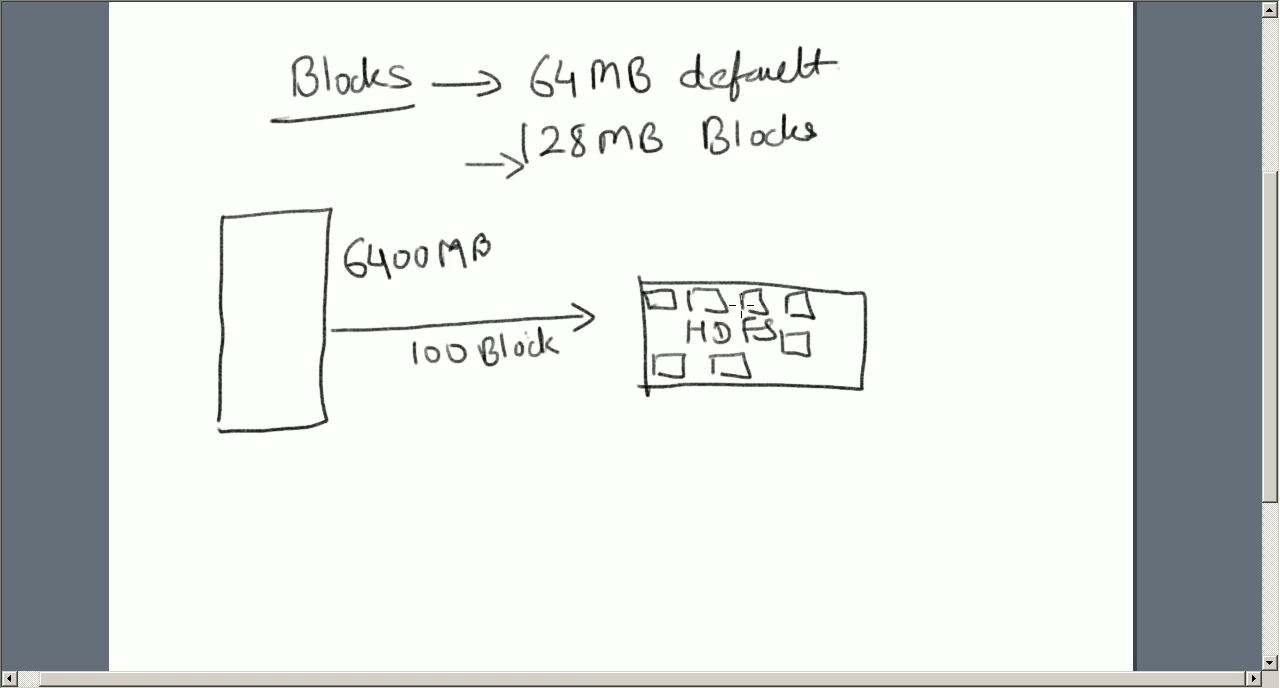 Blocks → 64MB default
→ 128MB Blocks
6400MB
100 Block
HDFS